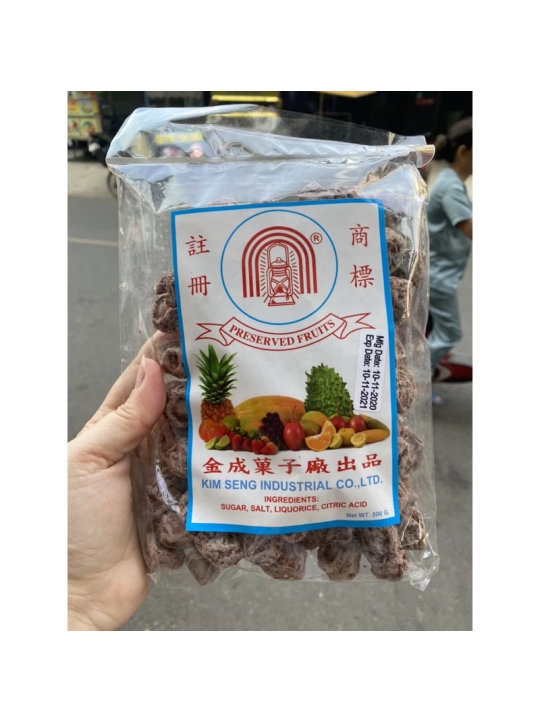 註冊
商標
®
PRESERVED FRUITS
Mfg Date: 10-11-2020
Exp Date: 10-11-2021
金成菓子廠出品
KIM SENG INDUSTRIAL CO.,LTD.
INGREDIENTS:
SUGAR, SALT, LIQUORICE, CITRIC ACID
Net WT. 500 G.